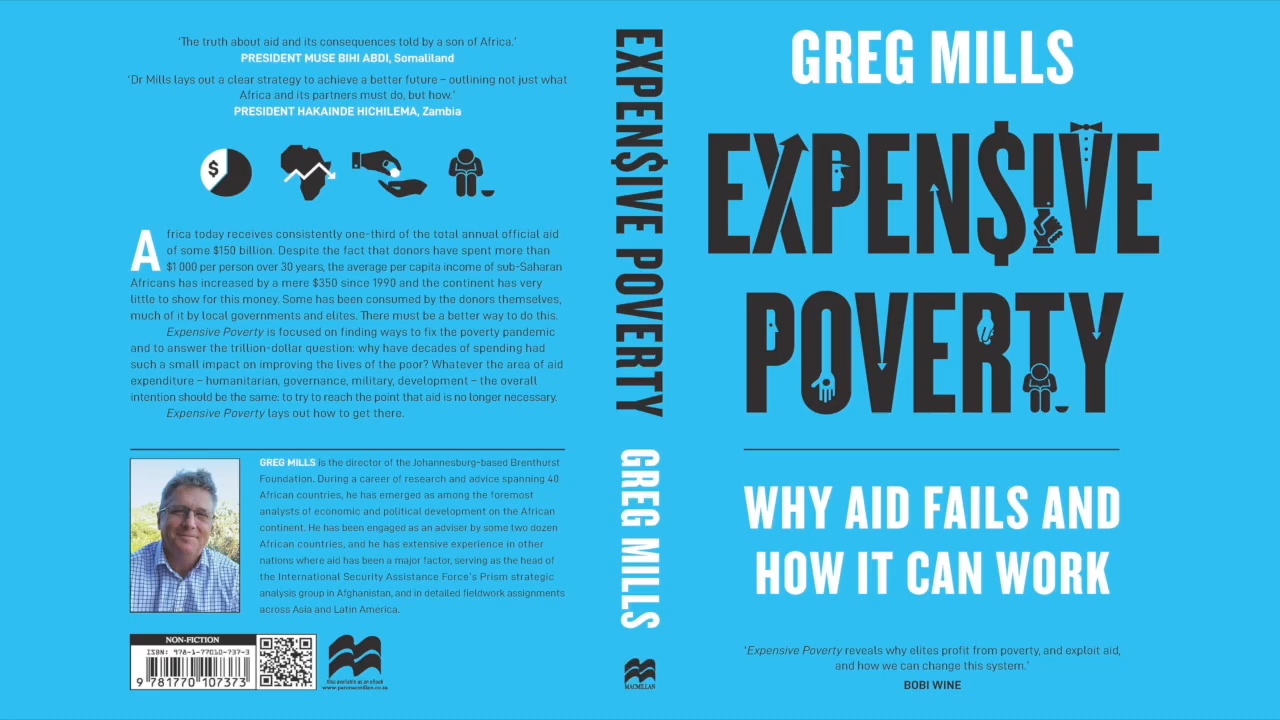 ‘The truth about aid and its consequences told by a son of Africa.’
PRESIDENT MUSE BIHI ABDI, Somaliland
‘Dr Mills lays out a clear strategy to achieve a better future – outlining not just what
Africa and its partners must do, but how.’
PRESIDENT HAKAINDE HICHILEMA, Zambia
$
Africa today receives consistently one-third of the total annual official aid
of some $150 billion. Despite the fact that donors have spent more than
$1 000 per person over 30 years, the average per capita income of sub-Saharan
Africans has increased by a mere $350 since 1990 and the continent has very
little to show for this money. Some has been consumed by the donors themselves,
much of it by local governments and elites. There must be a better way to do this.
Expensive Poverty is focused on finding ways to fix the poverty pandemic
and to answer the trillion-dollar question: why have decades of spending had
such a small impact on improving the lives of the poor? Whatever the area of aid
expenditure – humanitarian, governance, military, development – the overall
intention should be the same: to try to reach the point that aid is no longer necessary.
Expensive Poverty lays out how to get there.
GREG MILLS is the director of the Johannesburg-based Brenthurst
Foundation. During a career of research and advice spanning 40
African countries, he has emerged as among the foremost
analysts of economic and political development on the African
continent. He has been engaged as an adviser by some two dozen
African countries, and he has extensive experience in other
nations where aid has been a major factor, serving as the head of
the International Security Assistance Force’s Prism strategic
analysis group in Afghanistan, and in detailed fieldwork assignments
across Asia and Latin America.
NON-FICTION
ISBN: 978-1-77010-737-3
9 781770 107373
Also available as an eBook
www.panmacmillan.co.za
EXPEN$IVE POVERTY
GREG MILLS
MACMILLAN
GREG MILLS
EXPEN$IVE
POVERTY
WHY AID FAILS AND
HOW IT CAN WORK
‘Expensive Poverty reveals why elites profit from poverty, and exploit aid,
and how we can change this system.’
BOBI WINE